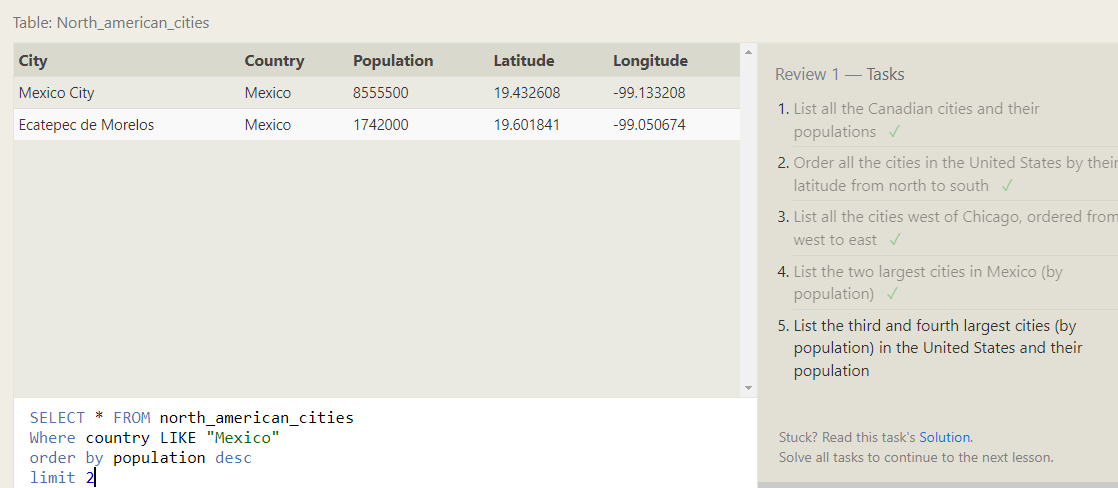 Table: North_american_cities
City Country Population Latitude Longitude
Mexico City Mexico 8555500 19.432608 -99.133208
Ecatepec de Morelos Mexico 1742000 19.601841 -99.050674
SELECT * FROM north_american_cities
Where country LIKE "Mexico"
order by population desc
limit 2
Review 1 — Tasks
1. List all the Canadian cities and their
populations ✓
2. Order all the cities in the United States by their
latitude from north to south ✓
3. List all the cities west of Chicago, ordered from
west to east ✓
4. List the two largest cities in Mexico (by
population) ✓
5. List the third and fourth largest cities (by
population) in the United States and their
population
Stuck? Read this task's Solution.
Solve all tasks to continue to the next lesson.